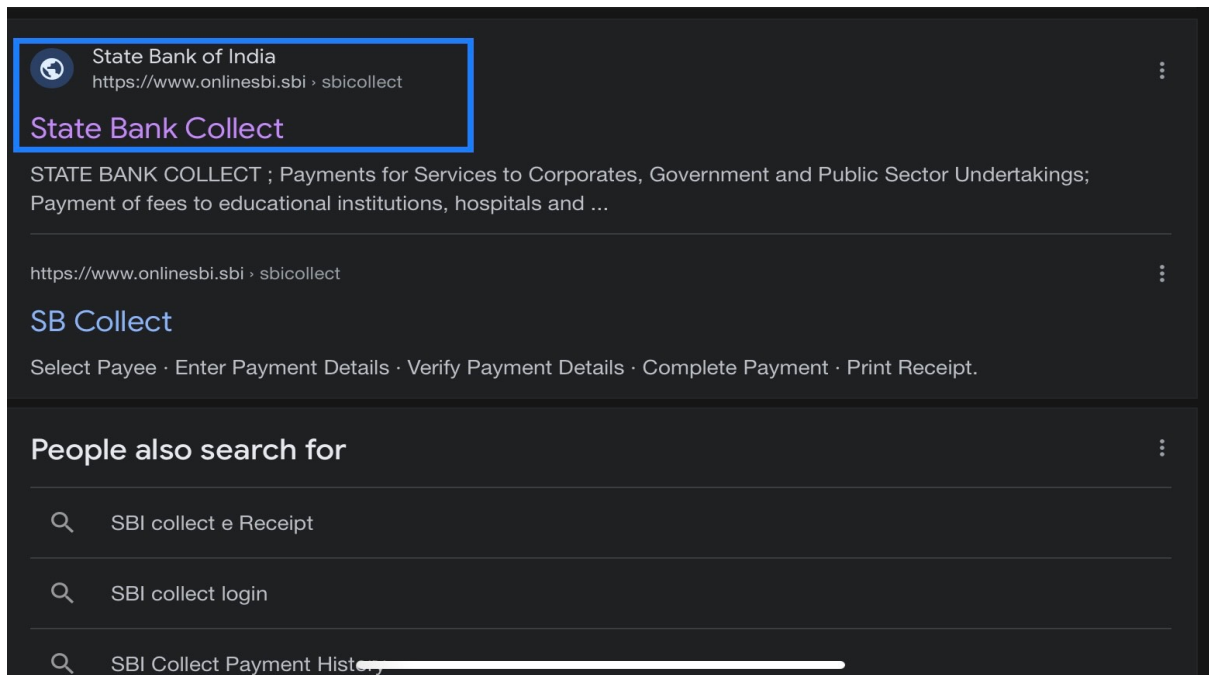 State Bank of India
https://www.onlinesbi.sbi › sbicollect
State Bank Collect
STATE BANK COLLECT ; Payments for Services to Corporates, Government and Public Sector Undertakings;
Payment of fees to educational institutions, hospitals and ...
https://www.onlinesbi.sbi › sbicollect
SB Collect
Select Payee · Enter Payment Details · Verify Payment Details · Complete Payment · Print Receipt.
People also search for
SBI collect e Receipt
SBI collect login
SBI Collect Payment History